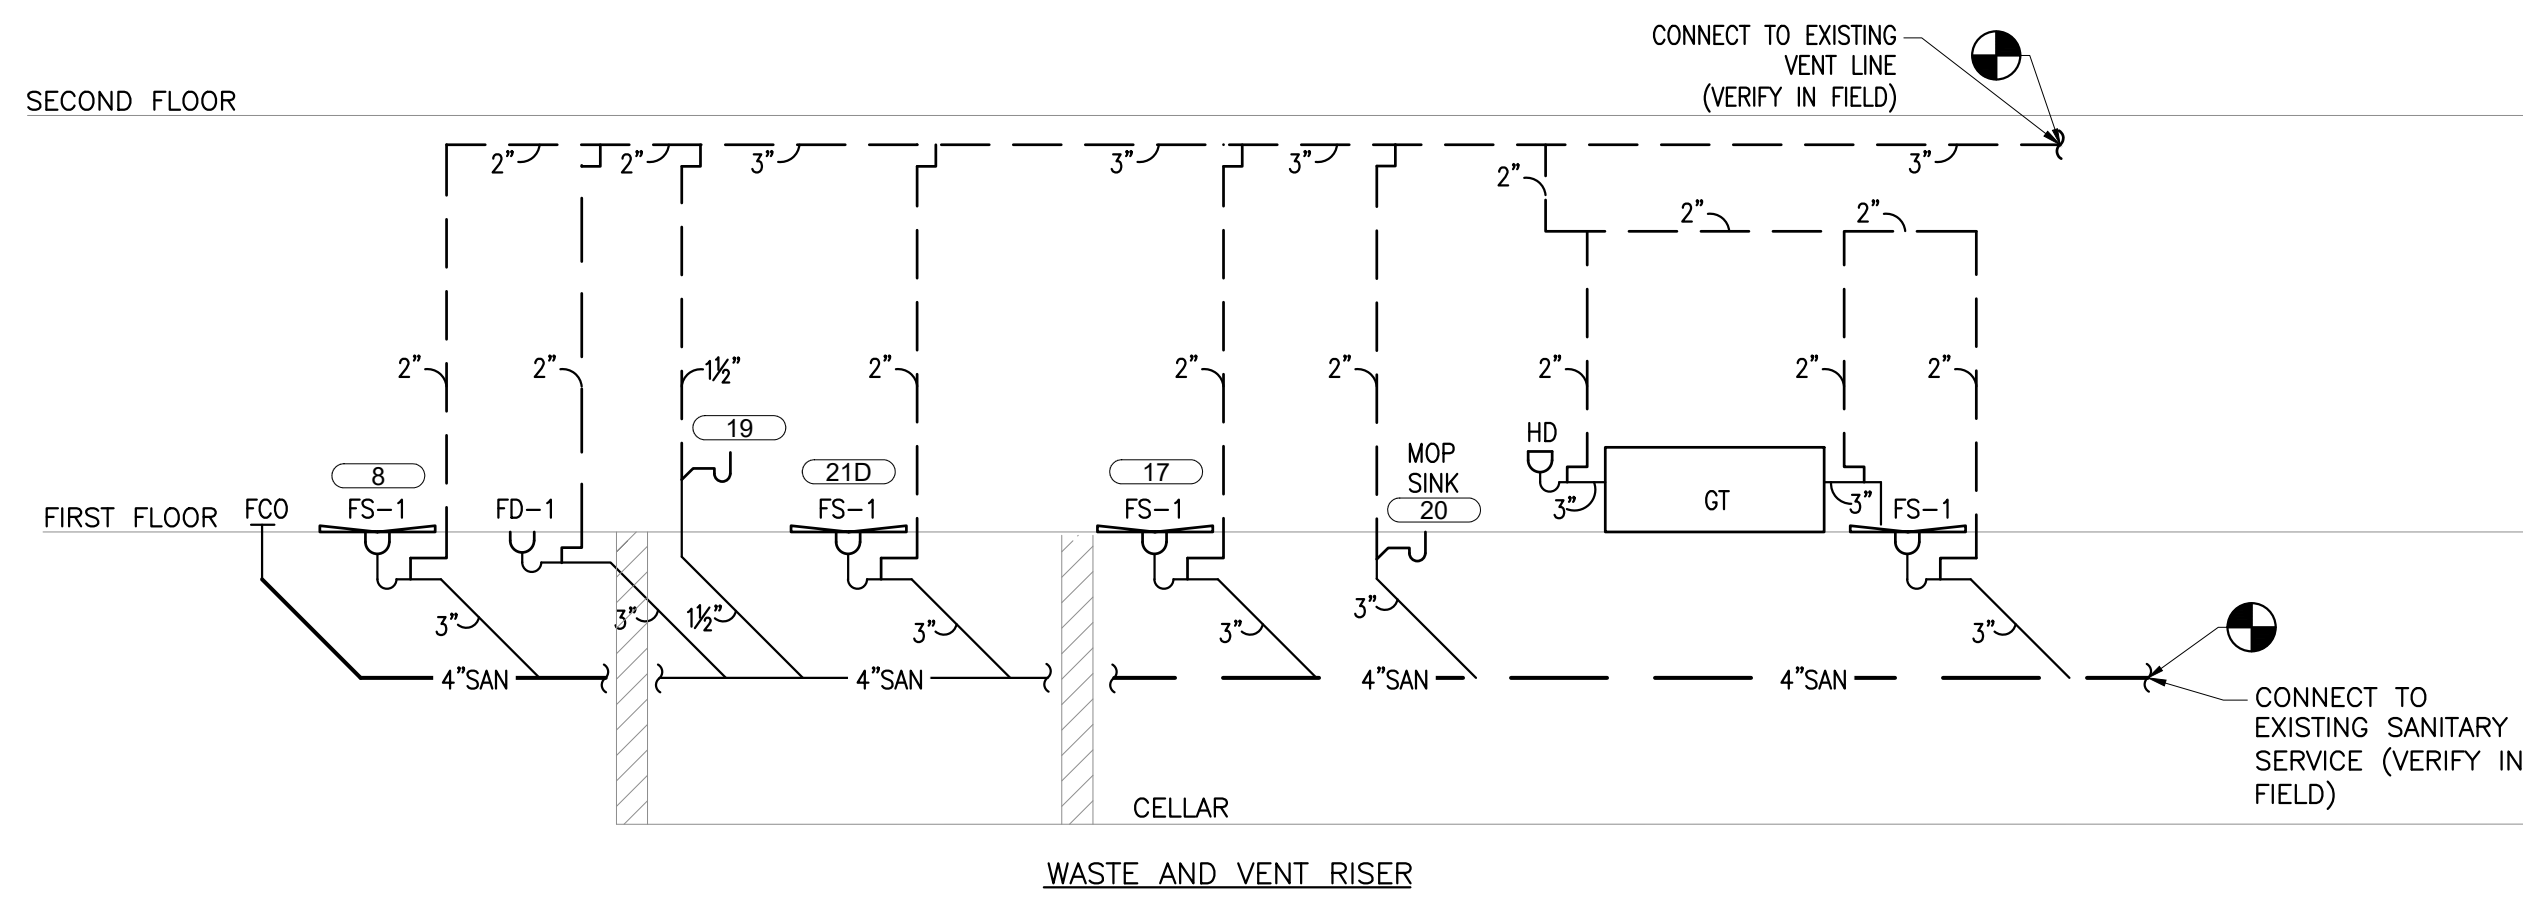 CONNECT TO EXISTING
VENT LINE
(VERIFY IN FIELD)
SECOND FLOOR
2" 2" 3" 3" 3" 3"
2"
2" 2"
2" 2" 1½" 2" 2" 2" 2" 2" 2"
19
HD
MOP
SINK
8 21D 17
20
FIRST FLOOR FCO FS-1 FD-1 FS-1 FS-1 3" GT 3" FS-1
3" 3" 1½" 3" 3" 3" 3"
4"SAN 4"SAN 4"SAN 4"SAN
CONNECT TO
EXISTING SANITARY
SERVICE (VERIFY IN
FIELD)
CELLAR
WASTE AND VENT RISER